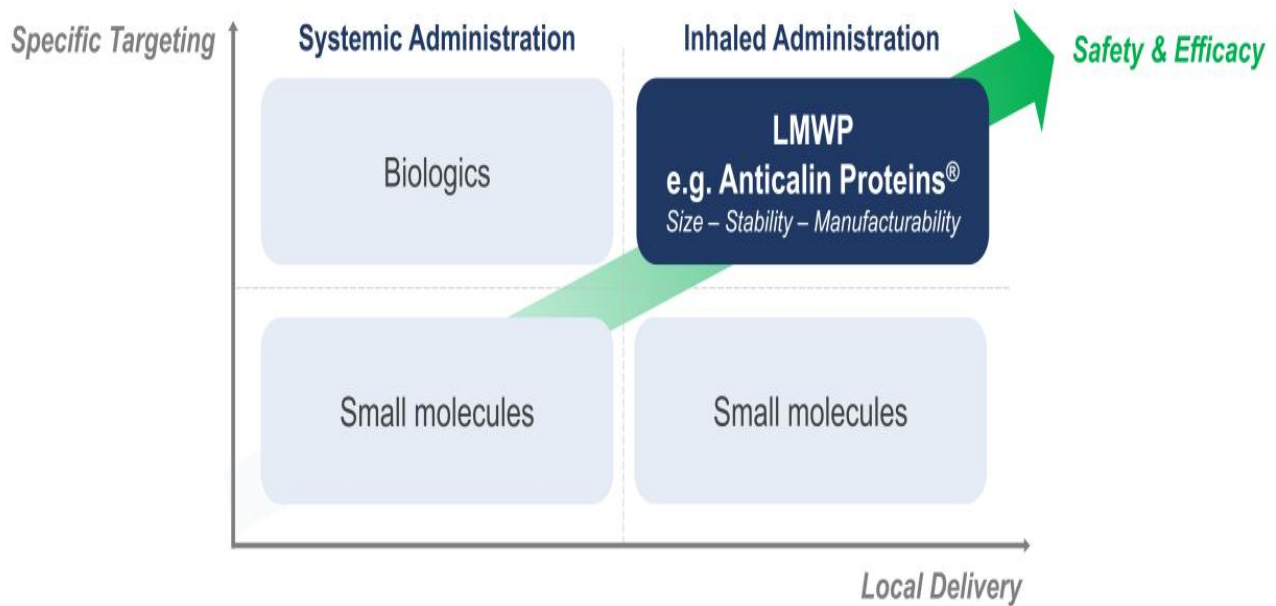 Specific Targeting
Systemic Administration
Inhaled Administration
Safety & Efficacy
Biologics
LMWP
e.g. Anticalin Proteins®
Size – Stability – Manufacturability
Small molecules
Small molecules
Local Delivery